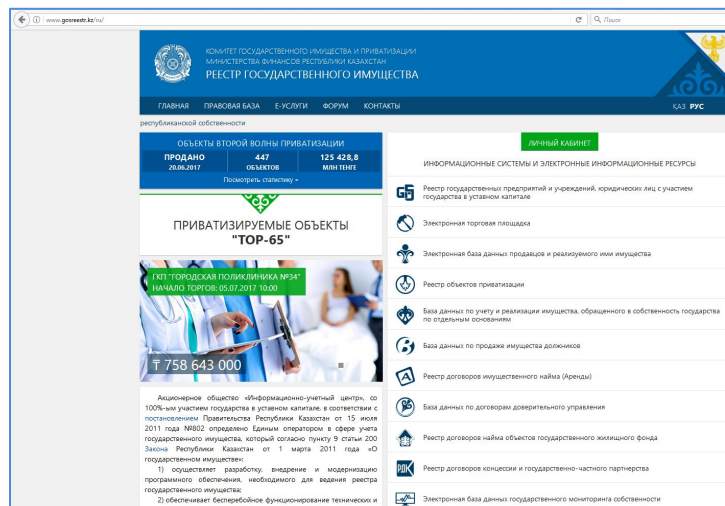 www.gosreestr.kz/ru/
Поиск
КОМИТЕТ ГОСУДАРСТВЕННОГО ИМУЩЕСТВА И ПРИВАТИЗАЦИИ
МИНИСТЕРСТВА ФИНАНСОВ РЕСПУБЛИКИ КАЗАХСТАН
РЕЕСТР ГОСУДАРСТВЕННОГО ИМУЩЕСТВА
ГЛАВНАЯ ПРАВОВАЯ БАЗА Е-УСЛУГИ ФОРУМ КОНТАКТЫ ҚАЗ РУС
республиканской собственности
ОБЪЕКТЫ ВТОРОЙ ВОЛНЫ ПРИВАТИЗАЦИИ
ПРОДАНО 447 125 428,8
20.06.2017 ОБЪЕКТОВ МЛН ТЕНГЕ
Посмотреть статистику
ПРИВАТИЗИРУЕМЫЕ ОБЪЕКТЫ
"TOP-65"
ГКП "ГОРОДСКАЯ ПОЛИКЛИНИКА №34"
НАЧАЛО ТОРГОВ: 05.07.2017 10:00
₸ 758 643 000
Акционерное общество «Информационно-учетный центр», со
100%-ым участием государства в уставном капитале, в соответствии с
постановлением Правительства Республики Казахстан от 15 июля
2011 года №802 определено Единым оператором в сфере учета
государственного имущества, который согласно пункту 9 статьи 200
Закона Республики Казахстан от 1 марта 2011 года «О
государственном имуществе»:
1) осуществляет разработку, внедрение и модернизацию
программного обеспечения, необходимого для ведения реестра
государственного имущества;
2) обеспечивает бесперебойное функционирование технических и
ЛИЧНЫЙ КАБИНЕТ
ИНФОРМАЦИОННЫЕ СИСТЕМЫ И ЭЛЕКТРОННЫЕ ИНФОРМАЦИОННЫЕ РЕСУРСЫ
Реестр государственных предприятий и учреждений, юридических лиц с участием
государства в уставном капитале
Электронная торговая площадка
Электронная база данных продавцов и реализуемого ими имущества
Реестр объектов приватизации
База данных по учету и реализации имущества, обращенного в собственность государства
по отдельным основаниям
База данных по продаже имущества должников
Реестр договоров имущественного найма (Аренды)
База данных по договорам доверительного управления
Реестр договоров найма объектов государственного жилищного фонда
РДК
Реестр договоров концессии и государственно-частного партнерства
Электронная база данных государственного мониторинга собственности